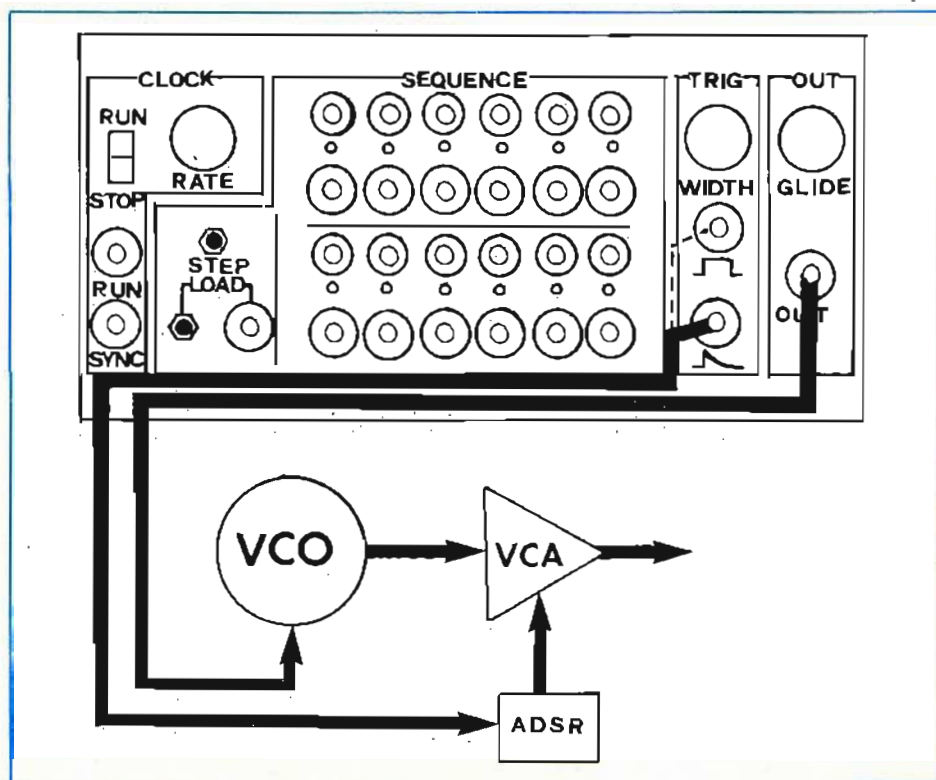 CLOCK
SEQUENCE
TRIG
OUT
RUN
RATE
STOP
WIDTH
GLIDE
STEP
LOAD
RUN
OUT
SYNC
VCO
VCA
ADSR